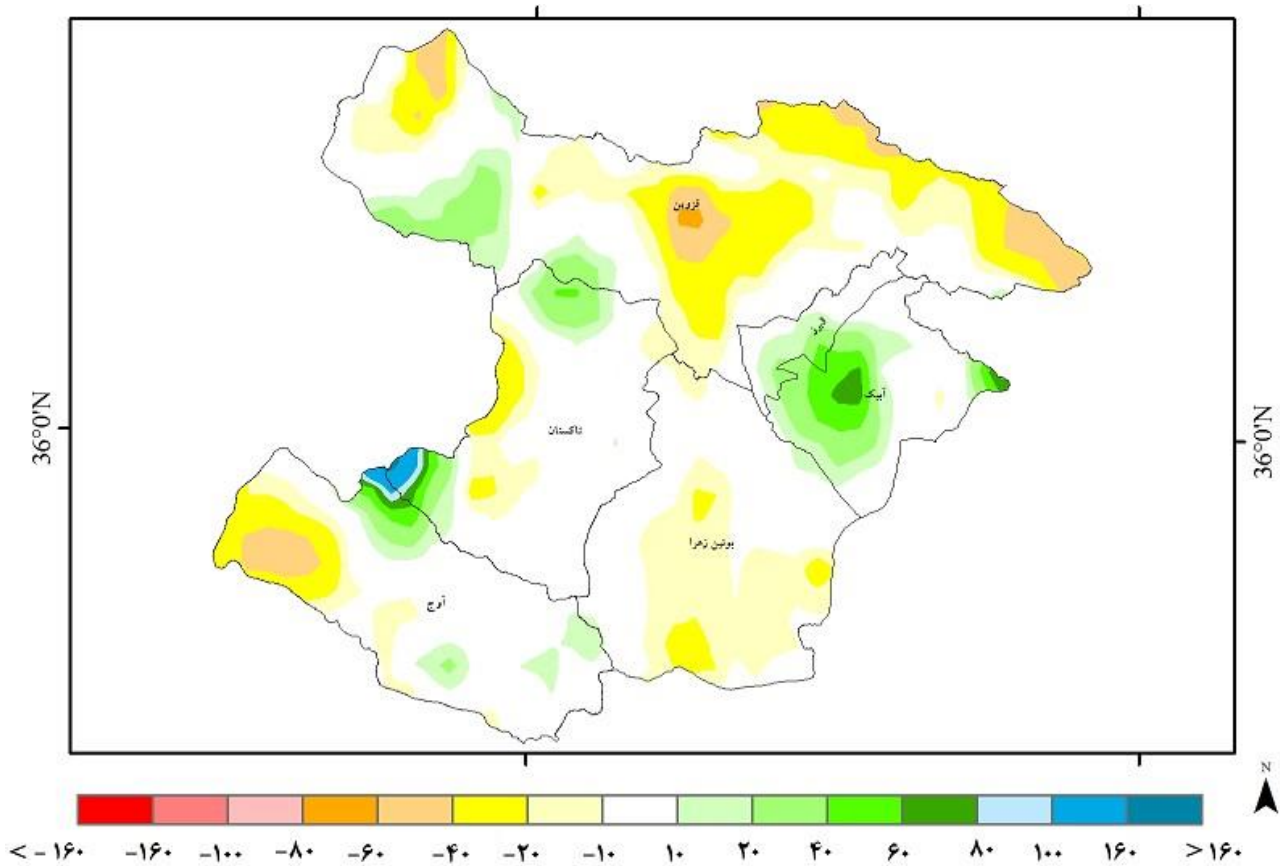 قزوین
البرز
آبیک
36°0'N
36°0'N
تاکستان
بوئین زهرا
آوج
N
< -۱۶۰ -۱۶۰ -۱۰۰ -۸۰ -۶۰ -۴۰ -۲۰ -۱۰ ۱۰ ۲۰ ۴۰ ۶۰ ۸۰ ۱۰۰ ۱۶۰ >۱۶۰